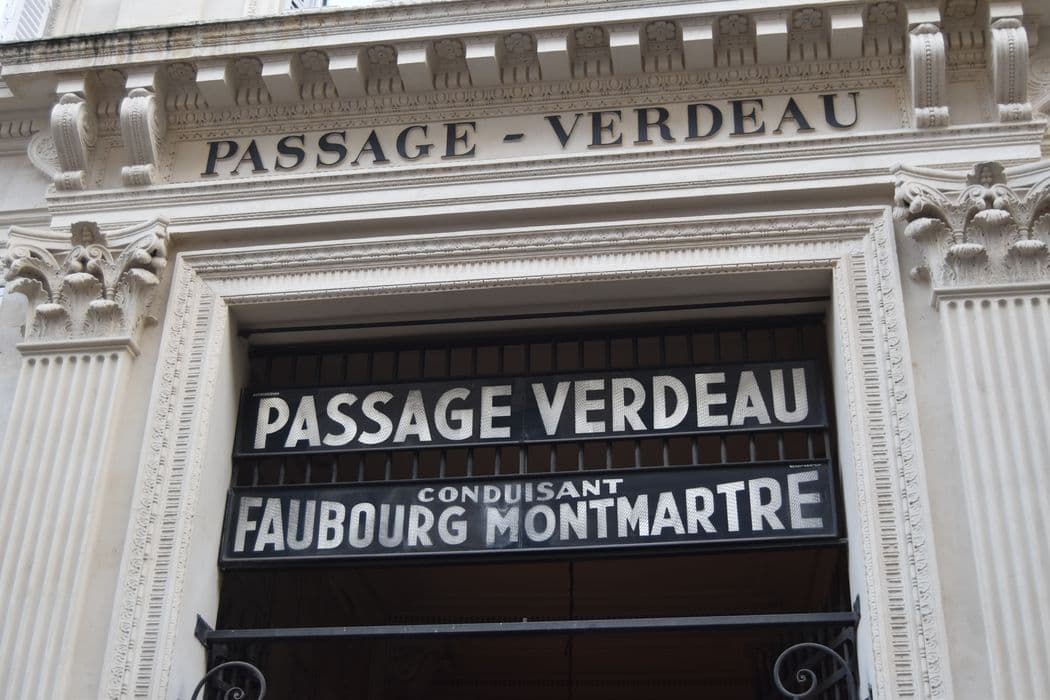 PASSAGE - VERDEAU
PASSAGE VERDEAU
CONDUISANT
FAUBOURG MONTMARTRE